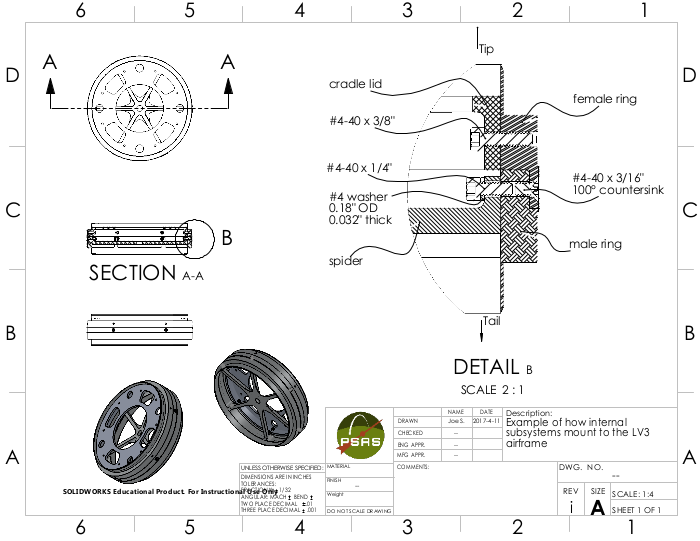 6 5 4 3 2 1
D
C
B
A
D
C
B
A
A A
B
SECTION A-A
Tip
cradle lid
female ring
#4-40 x 3/8"
#4-40 x 1/4"
#4 washer
0.18" OD
0.032" thick
#4-40 x 3/16"
100° countersink
male ring
spider
Tail
DETAIL B
SCALE 2 : 1
PSAS
NAME DATE
DRAWN Joe S. 2017-4-11
CHECKED --
ENG APPR. --
MFG APPR. --
COMMENTS:
Description:
Example of how internal
subsystems mount to the LV3
airframe
DWG. NO.
--
REV
i
SIZE
A
SCALE: 1:4
SHEET 1 OF 1
UNLESS OTHERWISE SPECIFIED:
DIMENSIONS ARE IN INCHES
TOLERANCES:
1/32
ANGULAR: MACH ± BEND ±
TWO PLACE DECIMAL ±.01
THREE PLACE DECIMAL ±.001
MATERIAL
FINISH
--
Weight
DO NOT SCALE DRAWING
SOLIDWORKS Educational Product. For Instructional Use Only
6 5 4 3 2 1